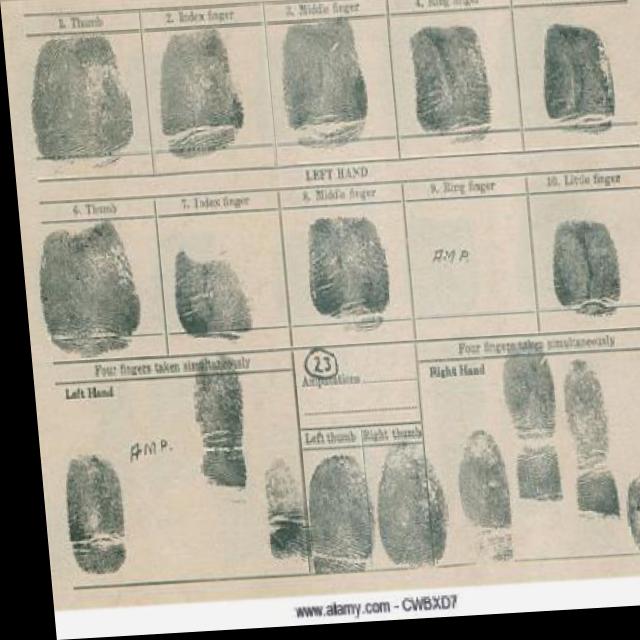 1. Thumb
2. Index finger
3. Middle finger
4. Ring finger
LEFT HAND
6. Thumb
7. Index finger
8. Middle finger
9. Ring finger
10. Little finger
AMP.
Four fingers taken simultaneously
Left Hand
AMP.
23
Amputations
Left thumb
Right thumb
Four fingers taken simultaneously
Right Hand
www.alamy.com - CWBXD7